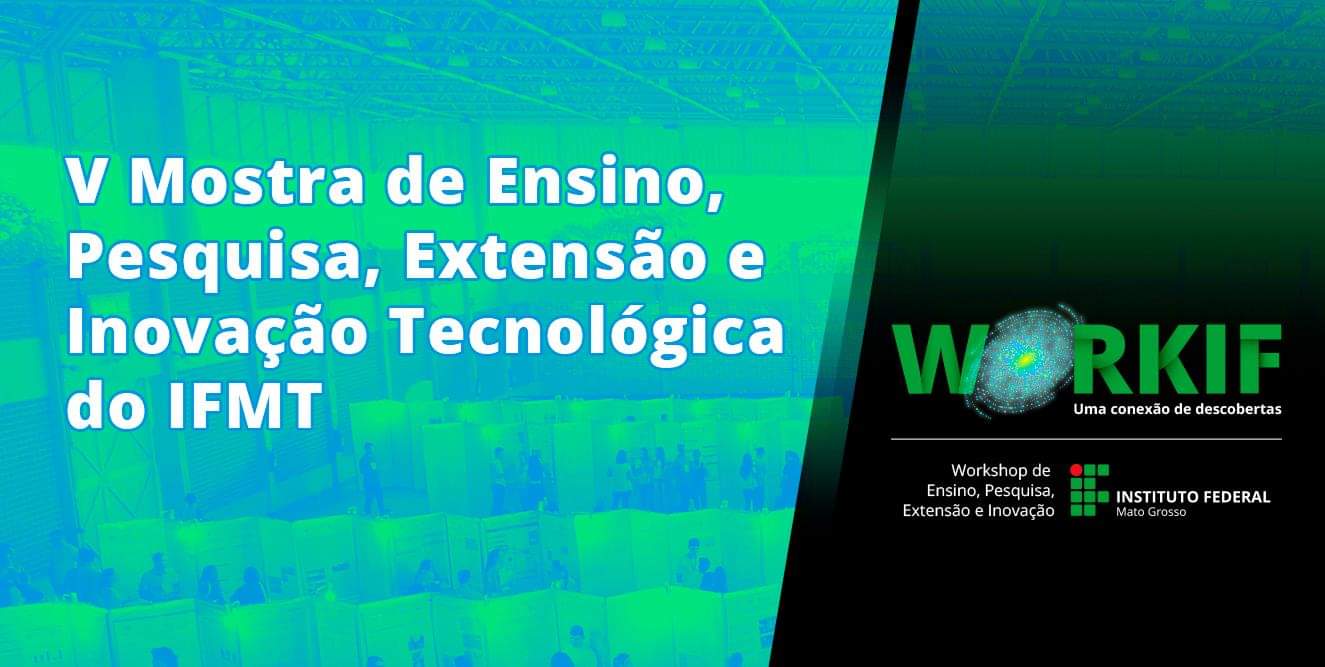 V Mostra de Ensino,
Pesquisa, Extensão e
Inovação Tecnológica
do IFMT
WORKIF
Uma conexão de descobertas
Workshop de
Ensino, Pesquisa,
Extensão e Inovação
INSTITUTO FEDERAL
Mato Grosso